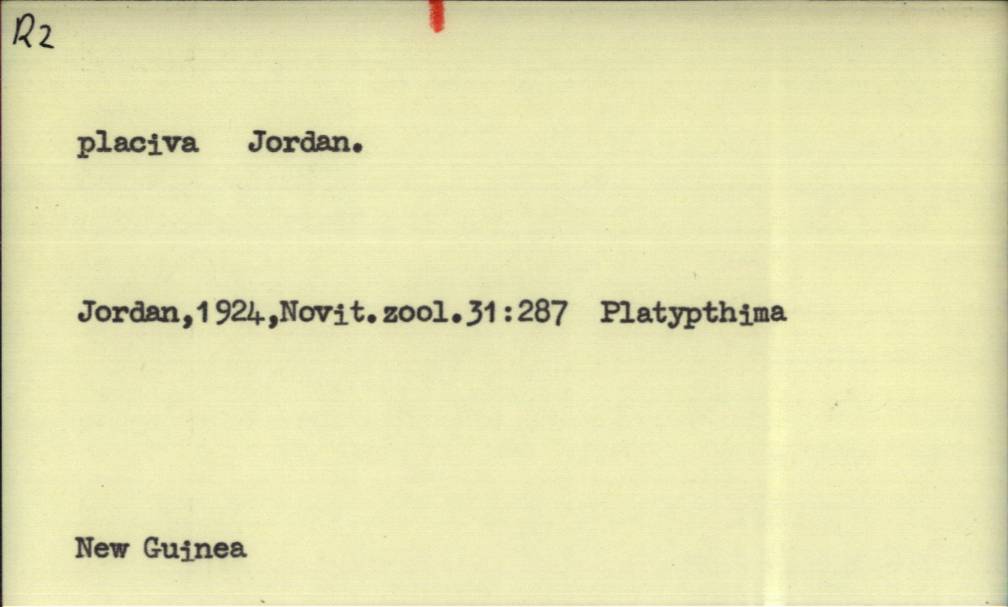 R2
placiva Jordan.
Jordan,1924,Novit.zool.31:287 Platypthima
New Guinea